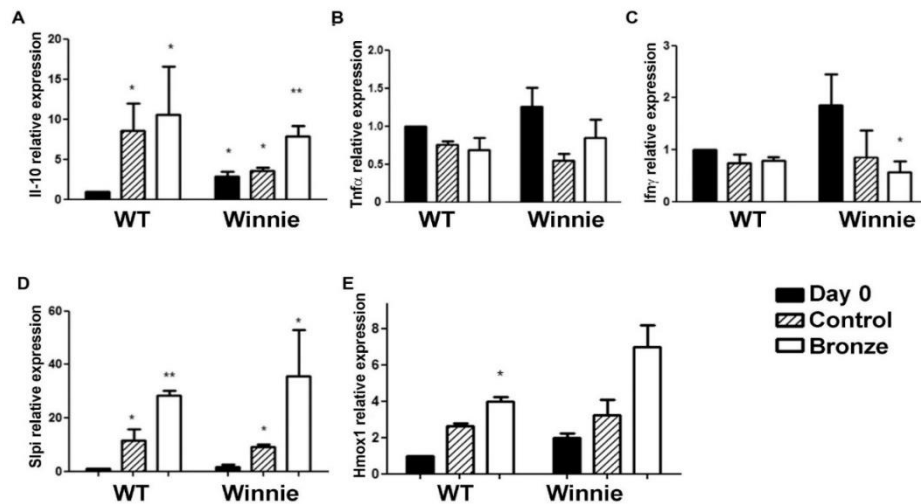 A
Il-10 relative expression
20
15
10
5
0
*
*
*
*
**
WT
Winnie
B
Tnfα relative expression
2.0
1.5
1.0
0.5
0.0
WT
Winnie
C
Ifnγ relative expression
3
2
1
0
*
WT
Winnie
D
Slpi relative expression
60
40
20
0
*
**
*
*
WT
Winnie
E
Hmox1 relative expression
8
6
4
2
0
*
WT
Winnie
Day 0
Control
Bronze